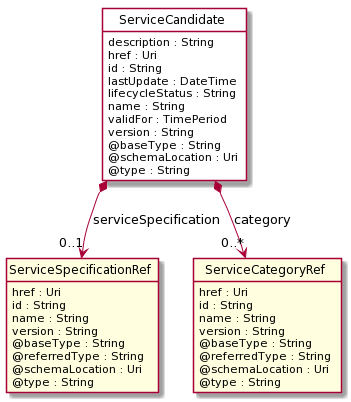 ServiceCandidate
description : String
href : Uri
id : String
lastUpdate : DateTime
lifecycleStatus : String
name : String
validFor : TimePeriod
version : String
@baseType : String
@schemaLocation : Uri
@type : String
serviceSpecification
category
0..1
0..*
ServiceSpecificationRef
href : Uri
id : String
name : String
version : String
@baseType : String
@referredType : String
@schemaLocation : Uri
@type : String
ServiceCategoryRef
href : Uri
id : String
name : String
version : String
@baseType : String
@referredType : String
@schemaLocation : Uri
@type : String